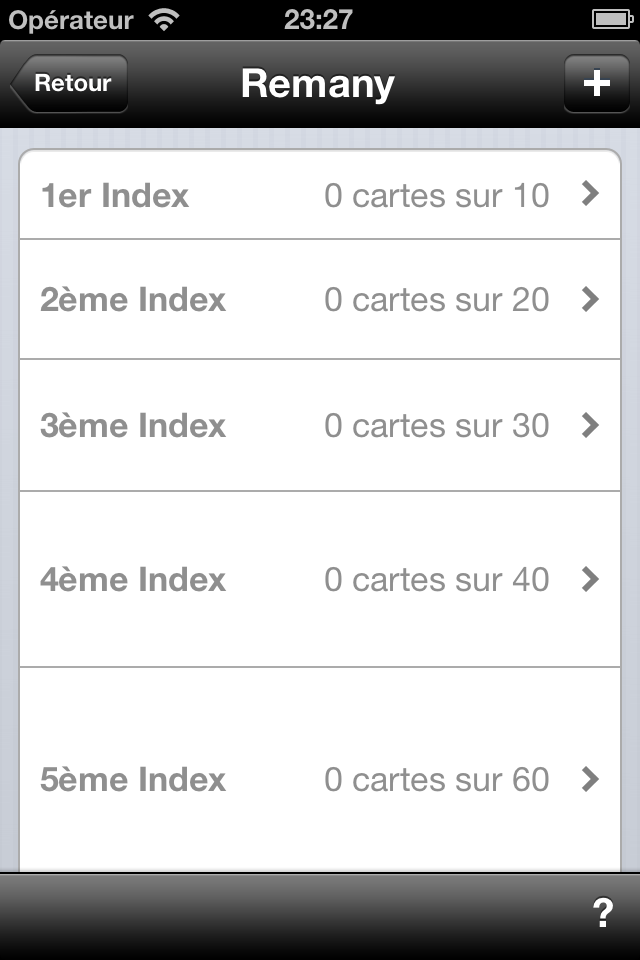 Opérateur 23:27
Retour Remany +
1er Index 0 cartes sur 10
2ème Index 0 cartes sur 20
3ème Index 0 cartes sur 30
4ème Index 0 cartes sur 40
5ème Index 0 cartes sur 60
?